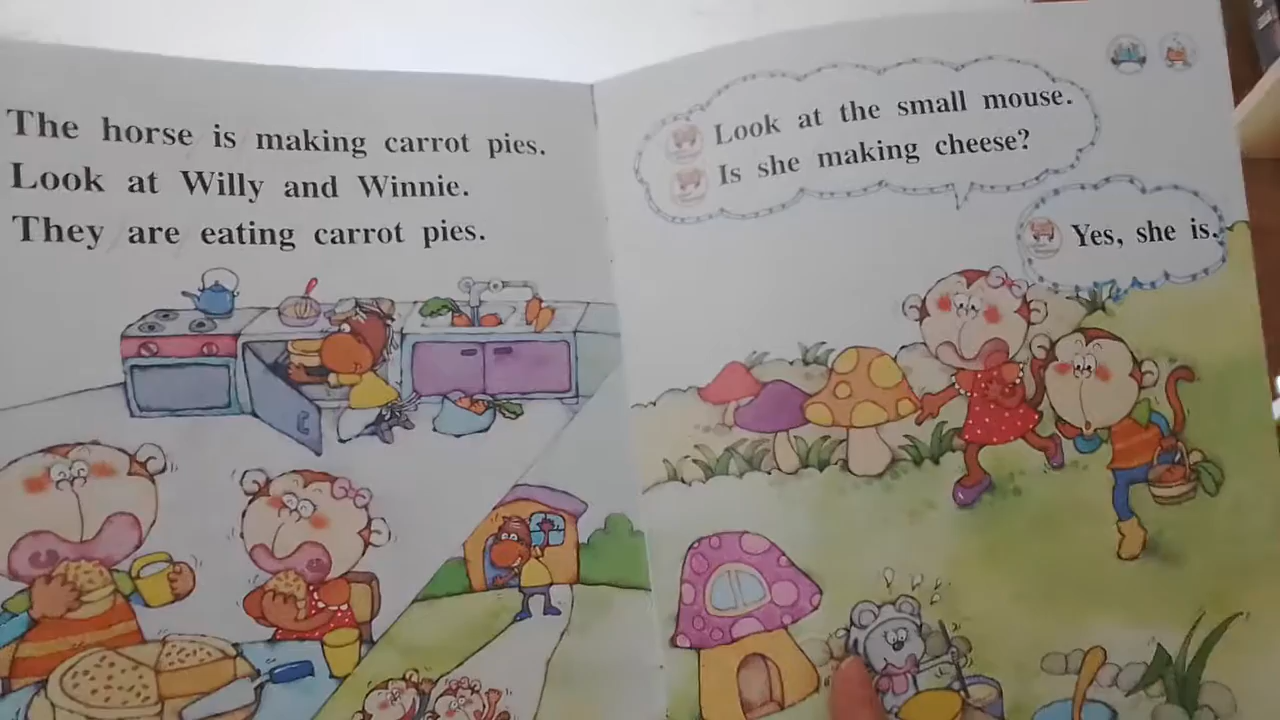 The horse is making carrot pies.
Look at Willy and Winnie.
They are eating carrot pies.
Look at the small mouse.
Is she making cheese?
Yes, she is.